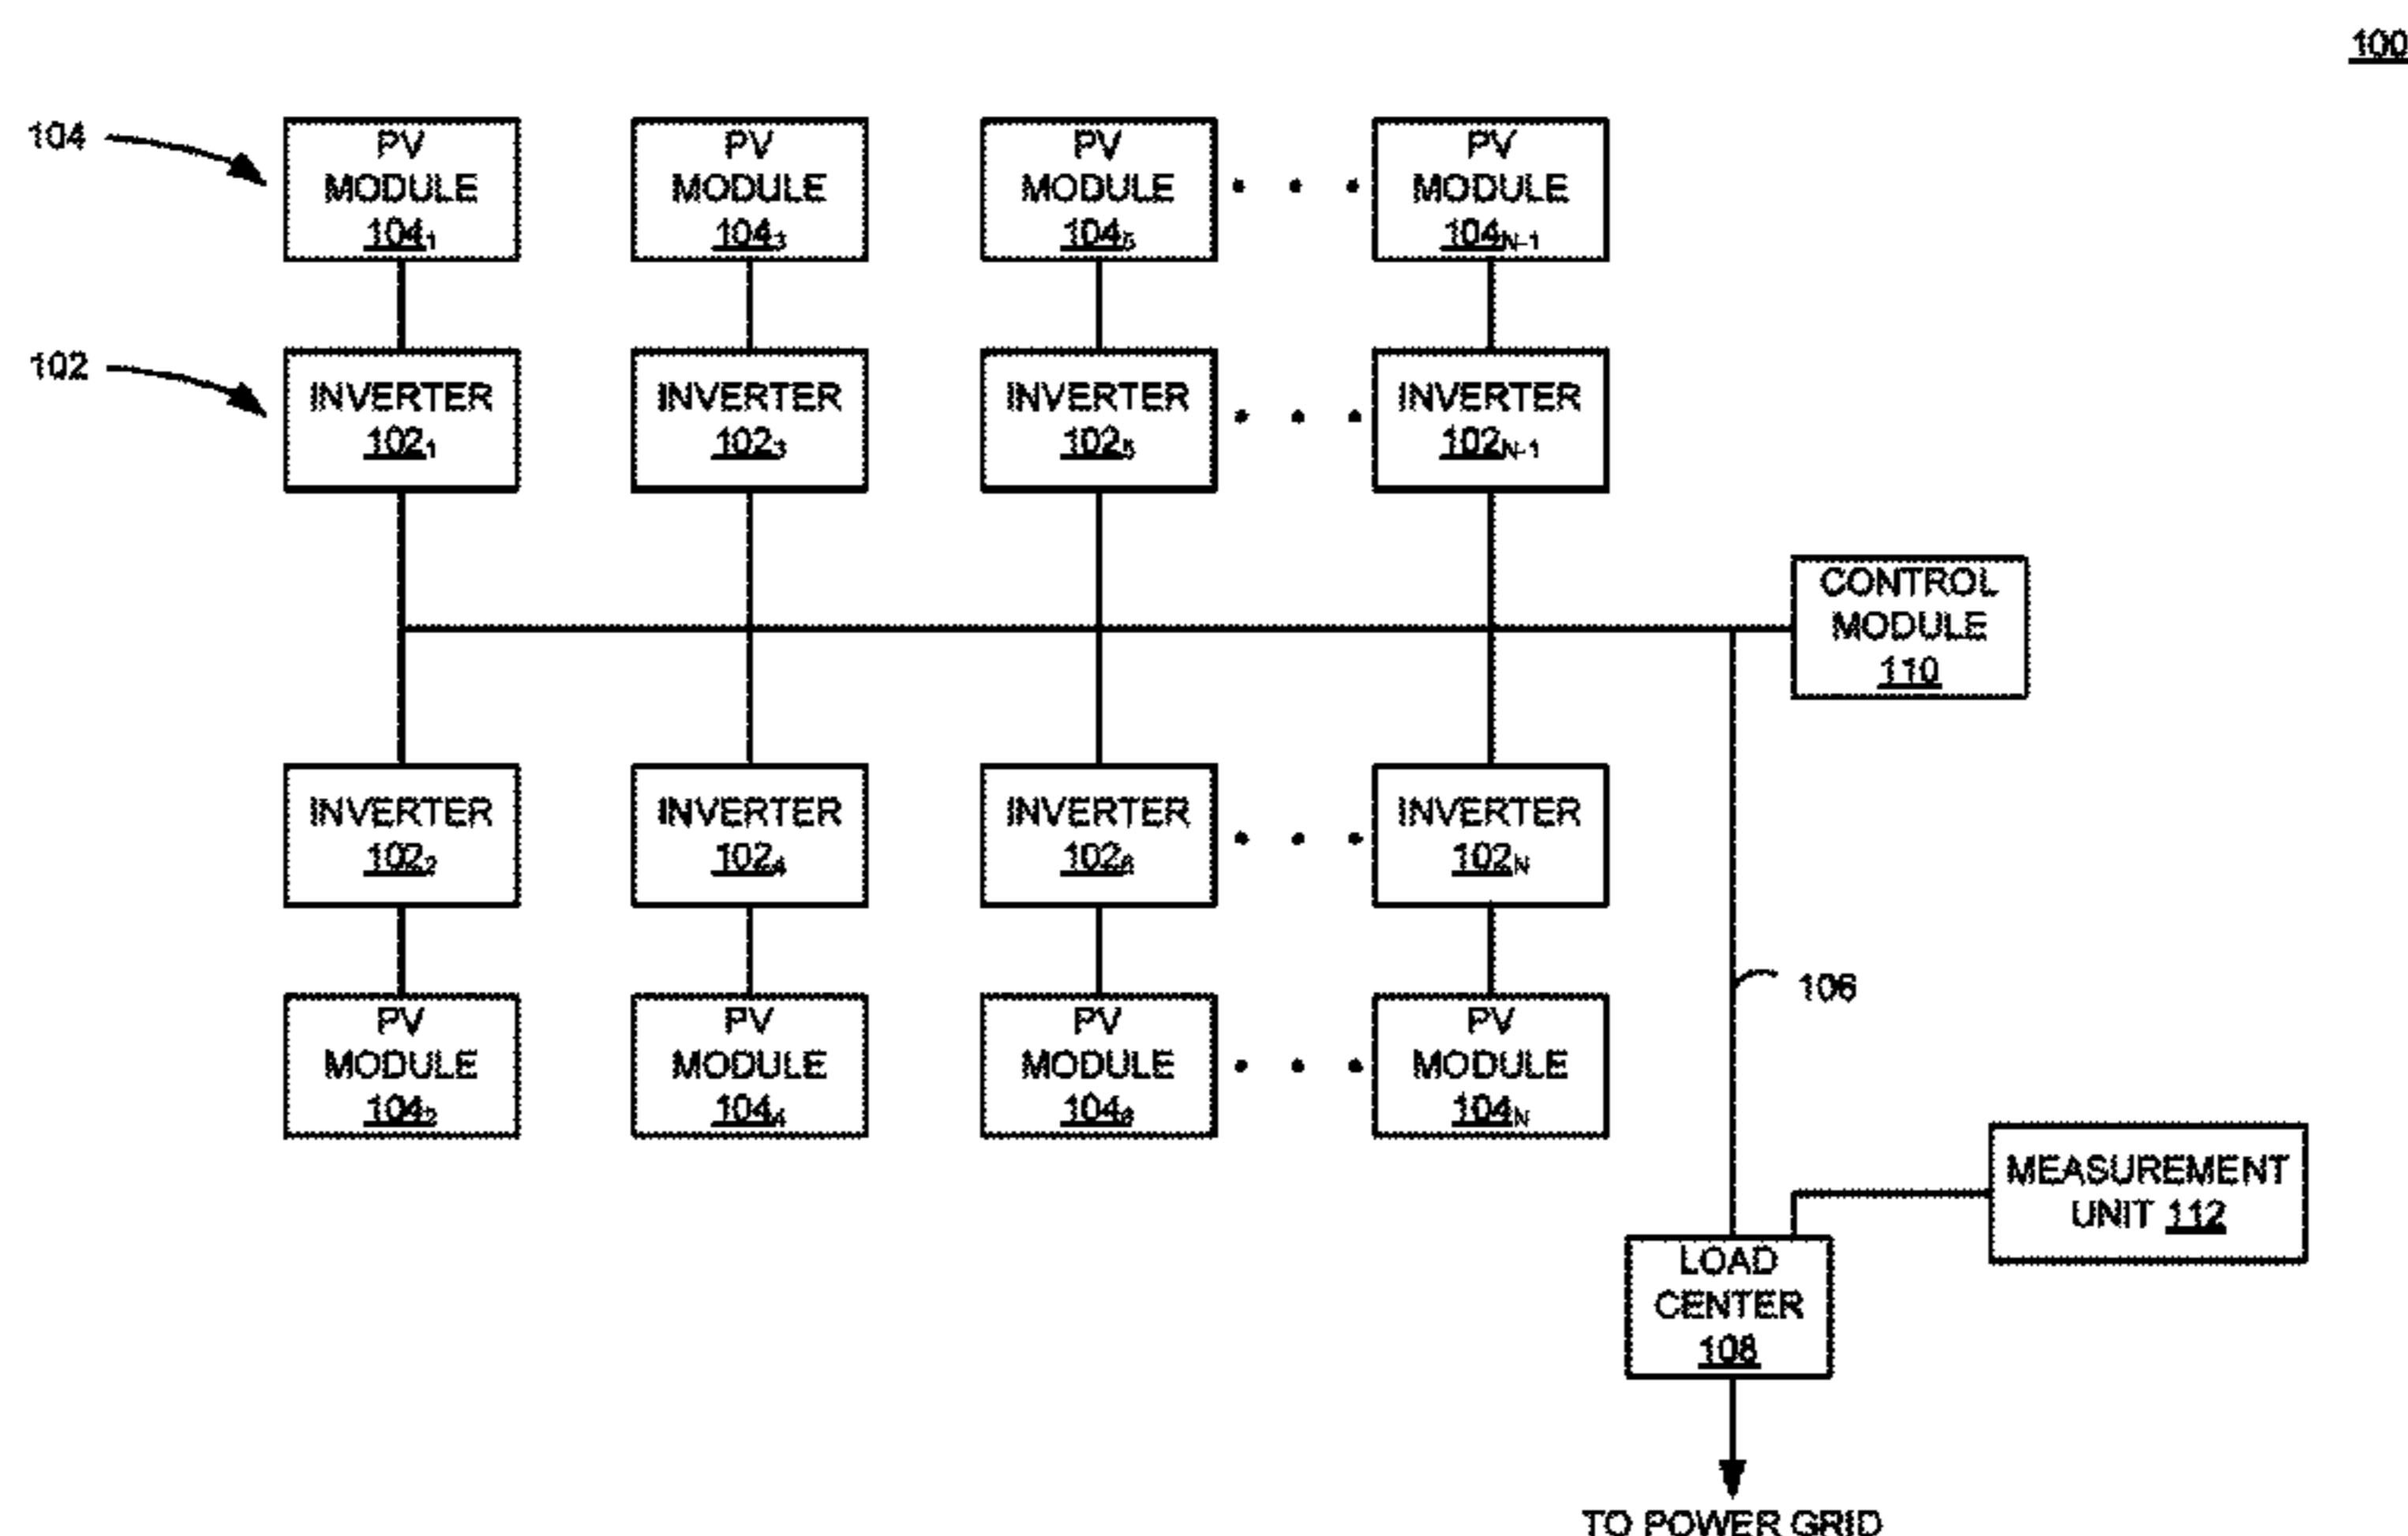 100
104
PV MODULE 104₁
PV MODULE 104₃
PV MODULE 104₅
PV MODULE 104N-1
102
INVERTER 102₁
INVERTER 102₃
INVERTER 102₅
INVERTER 102N-1
CONTROL MODULE 110
INVERTER 102₂
INVERTER 102₄
INVERTER 102₆
INVERTER 102N
106
PV MODULE 104₂
PV MODULE 104₄
PV MODULE 104₆
PV MODULE 104N
MEASUREMENT UNIT 112
LOAD CENTER 108
TO POWER GRID